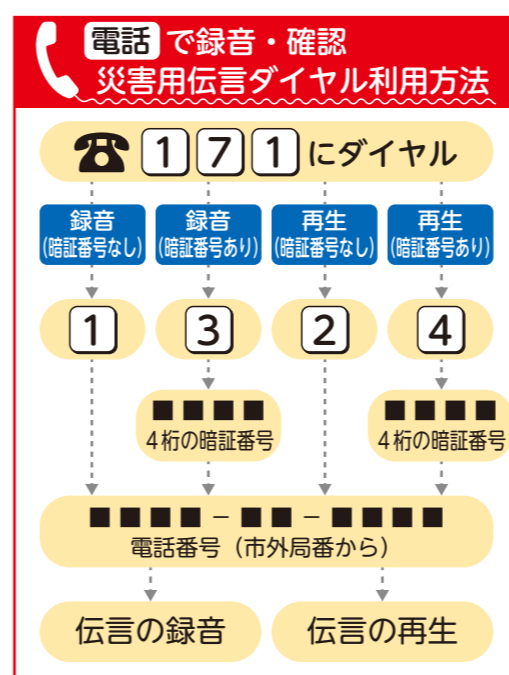 電話で録音・確認
災害用伝言ダイヤル利用方法
171にダイヤル
録音
(暗証番号なし)
録音
(暗証番号あり)
再生
(暗証番号なし)
再生
(暗証番号あり)
1
3
2
4
■■■■
4桁の暗証番号
■■■■
4桁の暗証番号
■■■■－■■－■■■■
電話番号（市外局番から）
伝言の録音
伝言の再生